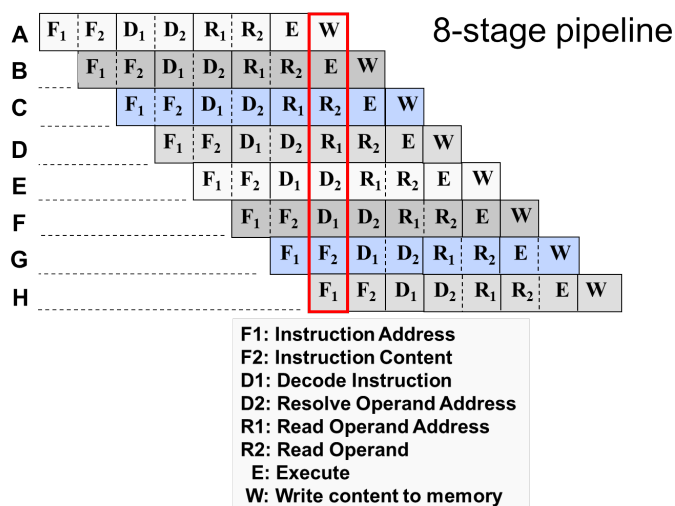 8-stage pipeline
A F1 F2 D1 D2 R1 R2 E W
B F1 F2 D1 D2 R1 R2 E W
C F1 F2 D1 D2 R1 R2 E W
D F1 F2 D1 D2 R1 R2 E W
E F1 F2 D1 D2 R1 R2 E W
F F1 F2 D1 D2 R1 R2 E W
G F1 F2 D1 D2 R1 R2 E W
H F1 F2 D1 D2 R1 R2 E W
F1: Instruction Address
F2: Instruction Content
D1: Decode Instruction
D2: Resolve Operand Address
R1: Read Operand Address
R2: Read Operand
E: Execute
W: Write content to memory